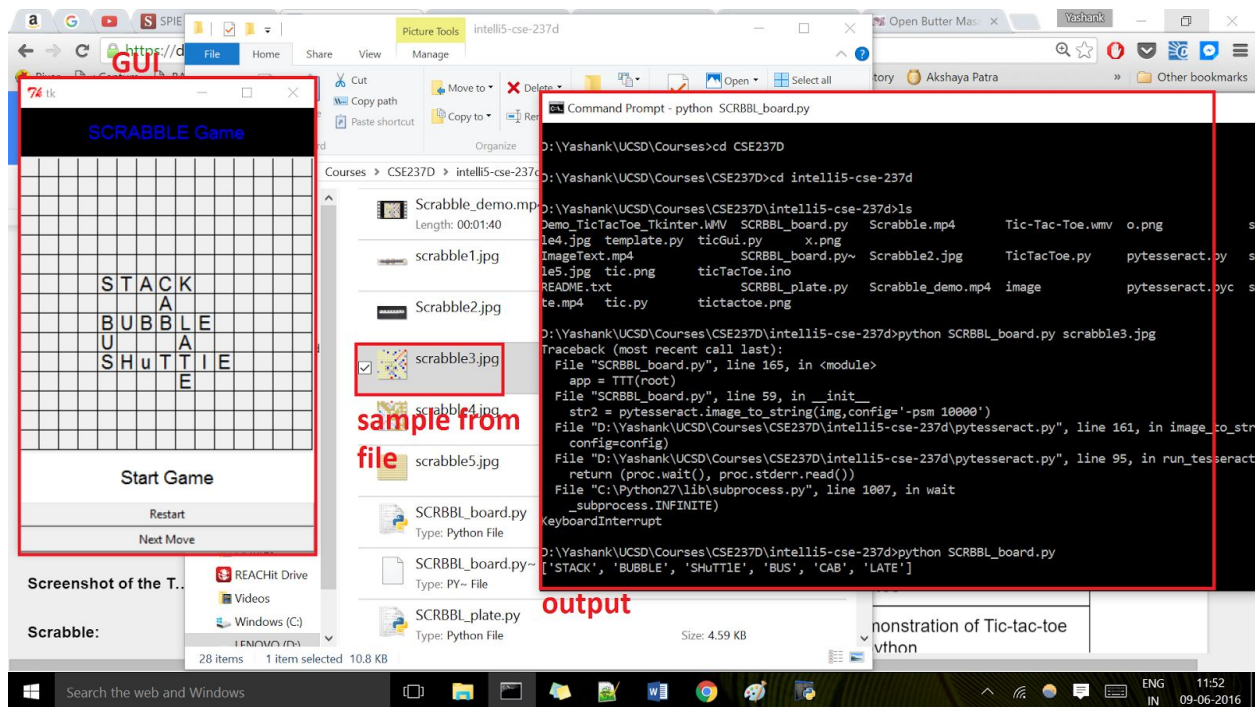 SPIE
Picture Tools
intelli5-cse-237d
Open Butter Mas
Yashank
https://d
GUI
File Home Share View Manage
tory
Akshaya Patra
»
Other bookmarks
tk
SCRABBLE Game
STACK
A
BUBBLE
U A
SHuTTIE
E
Start Game
Restart
Next Move
Cut
Copy path
Paste shortcut
Move to
Copy to
Delete
Open
Select all
Organize
Courses > CSE237D > intelli5-cse-237d
Scrabble_demo.mp
Length: 00:01:40
scrabble1.jpg
Scrabble2.jpg
scrabble3.jpg
scrabble4.jpg
sample from
file
scrabble5.jpg
SCRBBL_board.py
Type: Python File
SCRBBL_board.py~
Type: PY~ File
SCRBBL_plate.py
Type: Python File
Size: 4.59 KB
REACHit Drive
Videos
Windows (C:)
LENOVO (D:)
28 items 1 item selected 10.8 KB
Command Prompt - python SCRBBL_board.py
D:\Yashank\UCSD\Courses>cd CSE237D
D:\Yashank\UCSD\Courses\CSE237D>cd intelli5-cse-237d
D:\Yashank\UCSD\Courses\CSE237D\intelli5-cse-237d>ls
Demo_TicTacToe_Tkinter.WMV SCRBBL_board.py Scrabble.mp4 Tic-Tac-Toe.wmv o.png s
le4.jpg template.py ticGui.py x.png
ImageText.mp4 SCRBBL_board.py~ Scrabble2.jpg TicTacToe.py pytesseract.py s
le5.jpg tic.png ticTacToe.ino
README.txt SCRBBL_plate.py Scrabble_demo.mp4 image pytesseract.pyc s
te.mp4 tic.py tictactoe.png
D:\Yashank\UCSD\Courses\CSE237D\intelli5-cse-237d>python SCRBBL_board.py scrabble3.jpg
Traceback (most recent call last):
File "SCRBBL_board.py", line 165, in <module>
app = TTT(root)
File "SCRBBL_board.py", line 59, in __init__
str2 = pytesseract.image_to_string(img,config='-psm 10000')
File "D:\Yashank\UCSD\Courses\CSE237D\intelli5-cse-237d\pytesseract.py", line 161, in image_to_str
config=config)
File "D:\Yashank\UCSD\Courses\CSE237D\intelli5-cse-237d\pytesseract.py", line 95, in run_tesseract
return (proc.wait(), proc.stderr.read())
File "C:\Python27\lib\subprocess.py", line 1007, in wait
_subprocess.INFINITE)
KeyboardInterrupt
D:\Yashank\UCSD\Courses\CSE237D\intelli5-cse-237d>python SCRBBL_board.py
['STACK', 'BUBBLE', 'SHuTTlE', 'BUS', 'CAB', 'LATE']
output
Screenshot of the T..
Scrabble:
monstration of Tic-tac-toe
ython
Search the web and Windows
ENG
IN
11:52
09-06-2016